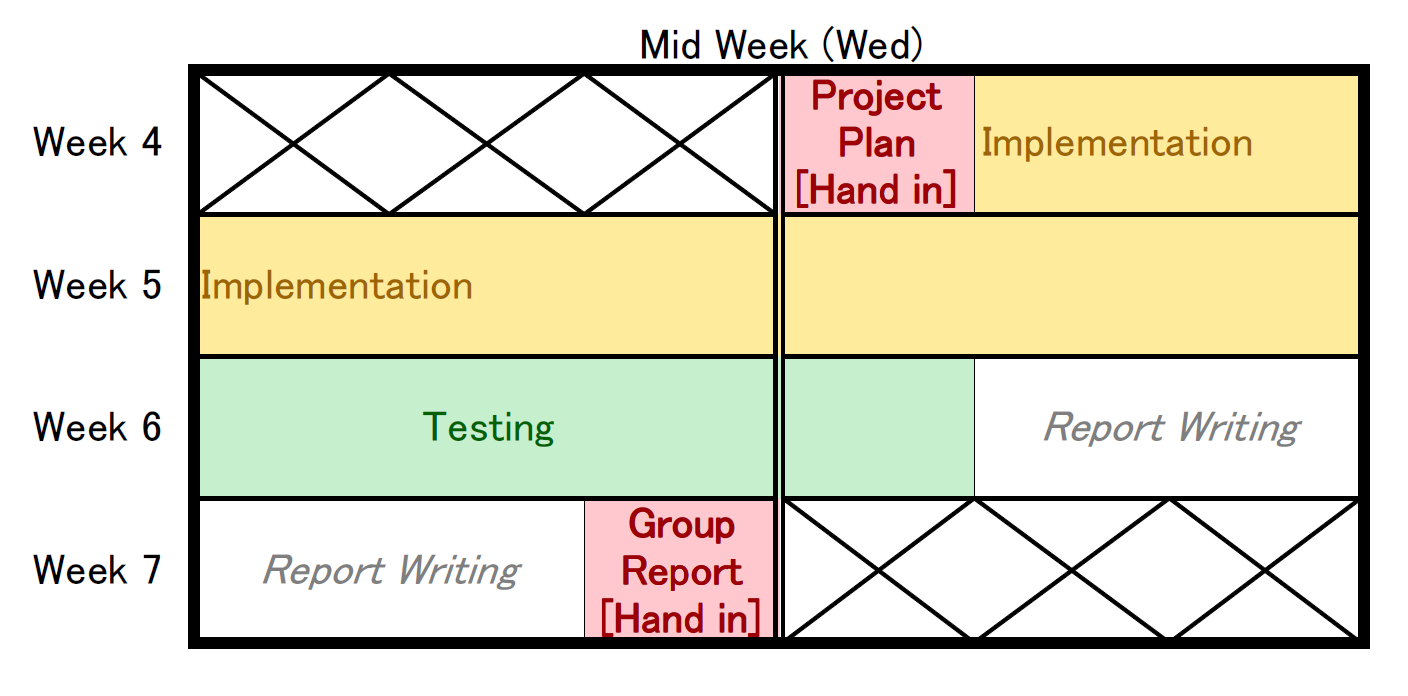 Mid Week (Wed)
Week 4
Project
Plan
[Hand in]
Implementation
Week 5
Implementation
Week 6
Testing
Report Writing
Week 7
Report Writing
Group
Report
[Hand in]